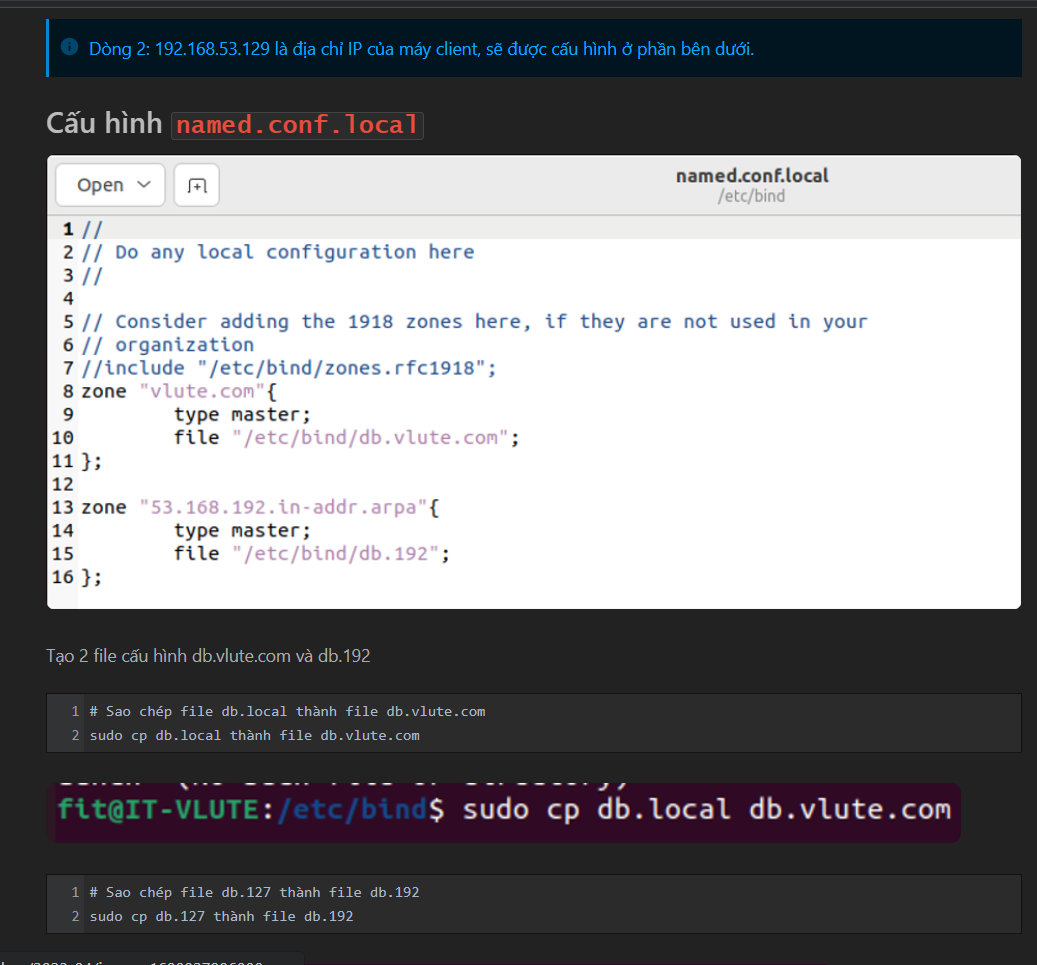 Dòng 2: 192.168.53.129 là địa chỉ IP của máy client, sẽ được cấu hình ở phần bên dưới.
Cấu hình named.conf.local
Open
named.conf.local
/etc/bind
1 //
2 // Do any local configuration here
3 //
4
5 // Consider adding the 1918 zones here, if they are not used in your
6 // organization
7 //include "/etc/bind/zones.rfc1918";
8 zone "vlute.com"{
9 type master;
10 file "/etc/bind/db.vlute.com";
11 };
12
13 zone "53.168.192.in-addr.arpa"{
14 type master;
15 file "/etc/bind/db.192";
16 };
Tạo 2 file cấu hình db.vlute.com và db.192
1 # Sao chép file db.local thành file db.vlute.com
2 sudo cp db.local thành file db.vlute.com
fit@IT-VLUTE:/etc/bind$ sudo cp db.local db.vlute.com
1 # Sao chép file db.127 thành file db.192
2 sudo cp db.127 thành file db.192